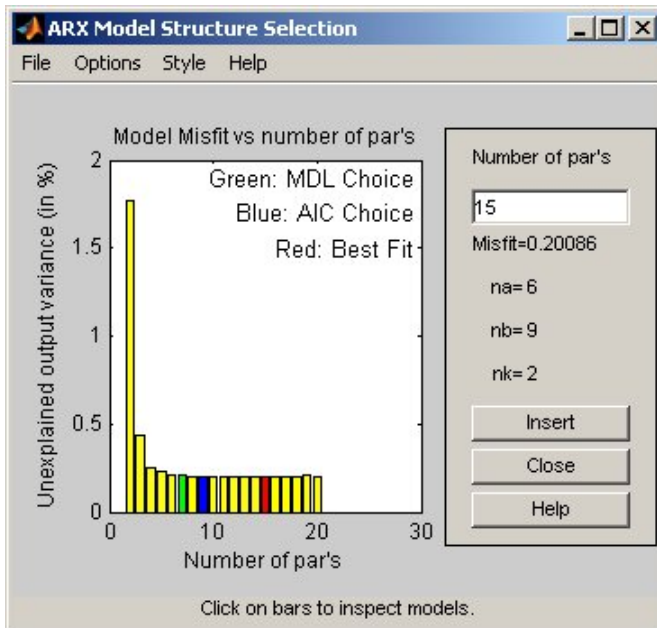 ARX Model Structure Selection
File Options Style Help
Model Misfit vs number of par's
Unexplained output variance (in %)
2
1.5
1
0.5
0
Green: MDL Choice
Blue: AIC Choice
Red: Best Fit
0 10 20 30
Number of par's
Number of par's
15
Misfit=0.20086
na= 6
nb= 9
nk= 2
Insert
Close
Help
Click on bars to inspect models.